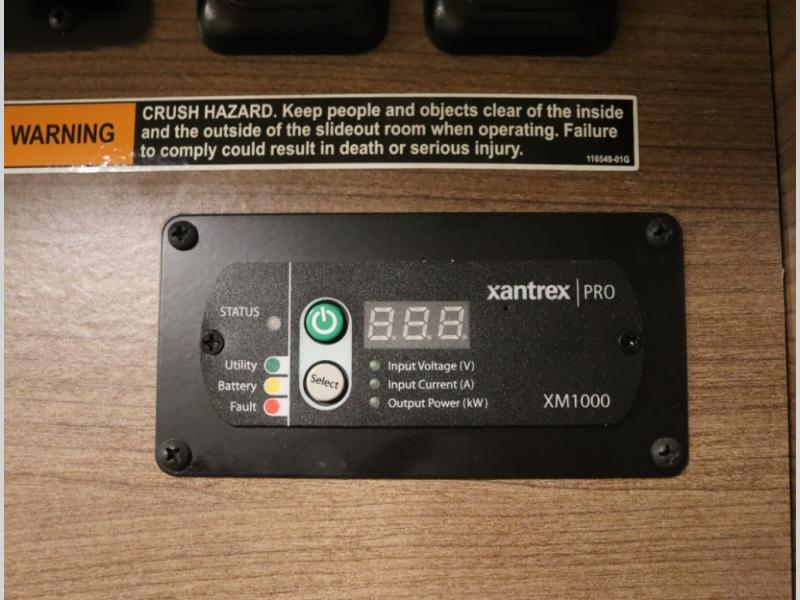 WARNING
CRUSH HAZARD. Keep people and objects clear of the inside
and the outside of the slideout room when operating. Failure
to comply could result in death or serious injury.
116549-01G
xantrex | PRO
STATUS
Utility
Battery
Fault
Select
Input Voltage (V)
Input Current (A)
Output Power (kW)
XM1000